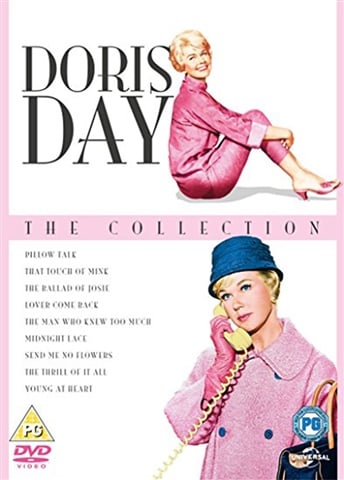 DORIS
DAY
THE COLLECTION
PILLOW TALK
THAT TOUCH OF MINK
THE BALLAD OF JOSIE
LOVER COME BACK
THE MAN WHO KNEW TOO MUCH
MIDNIGHT LACE
SEND ME NO FLOWERS
THE THRILL OF IT ALL
YOUNG AT HEART
PG
DVD
VIDEO
PG
UNIVERSAL